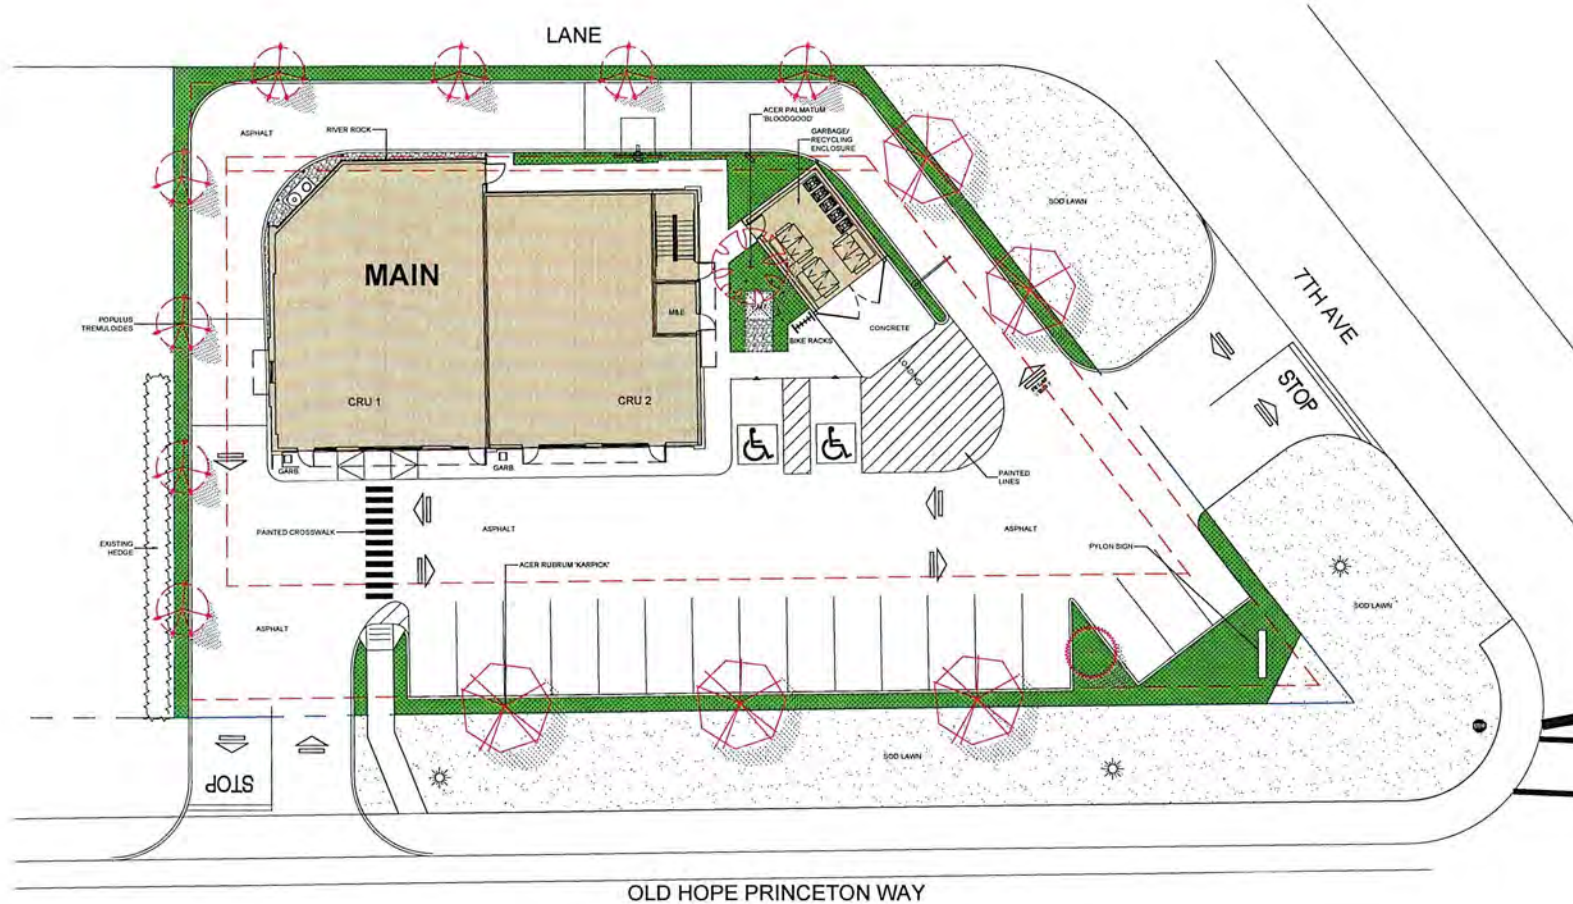 LANE
ACER PALMATUM
'BLOODGOOD'
GARBAGE/
RECYCLING
ENCLOSURE
ASPHALT
RIVER ROCK
SOD LAWN
MAIN
7TH AVE
POPULUS
TREMULOIDES
M&E
CONCRETE
BIKE RACKS
LOADING
STOP
CRU 1
CRU 2
GARB.
GARB.
PAINTED
LINES
PAINTED CROSSWALK
ASPHALT
ASPHALT
EXISTING
HEDGE
PYLON SIGN
ACER RUBRUM 'KARPICK'
SOD LAWN
ASPHALT
SOD LAWN
STOP
OLD HOPE PRINCETON WAY